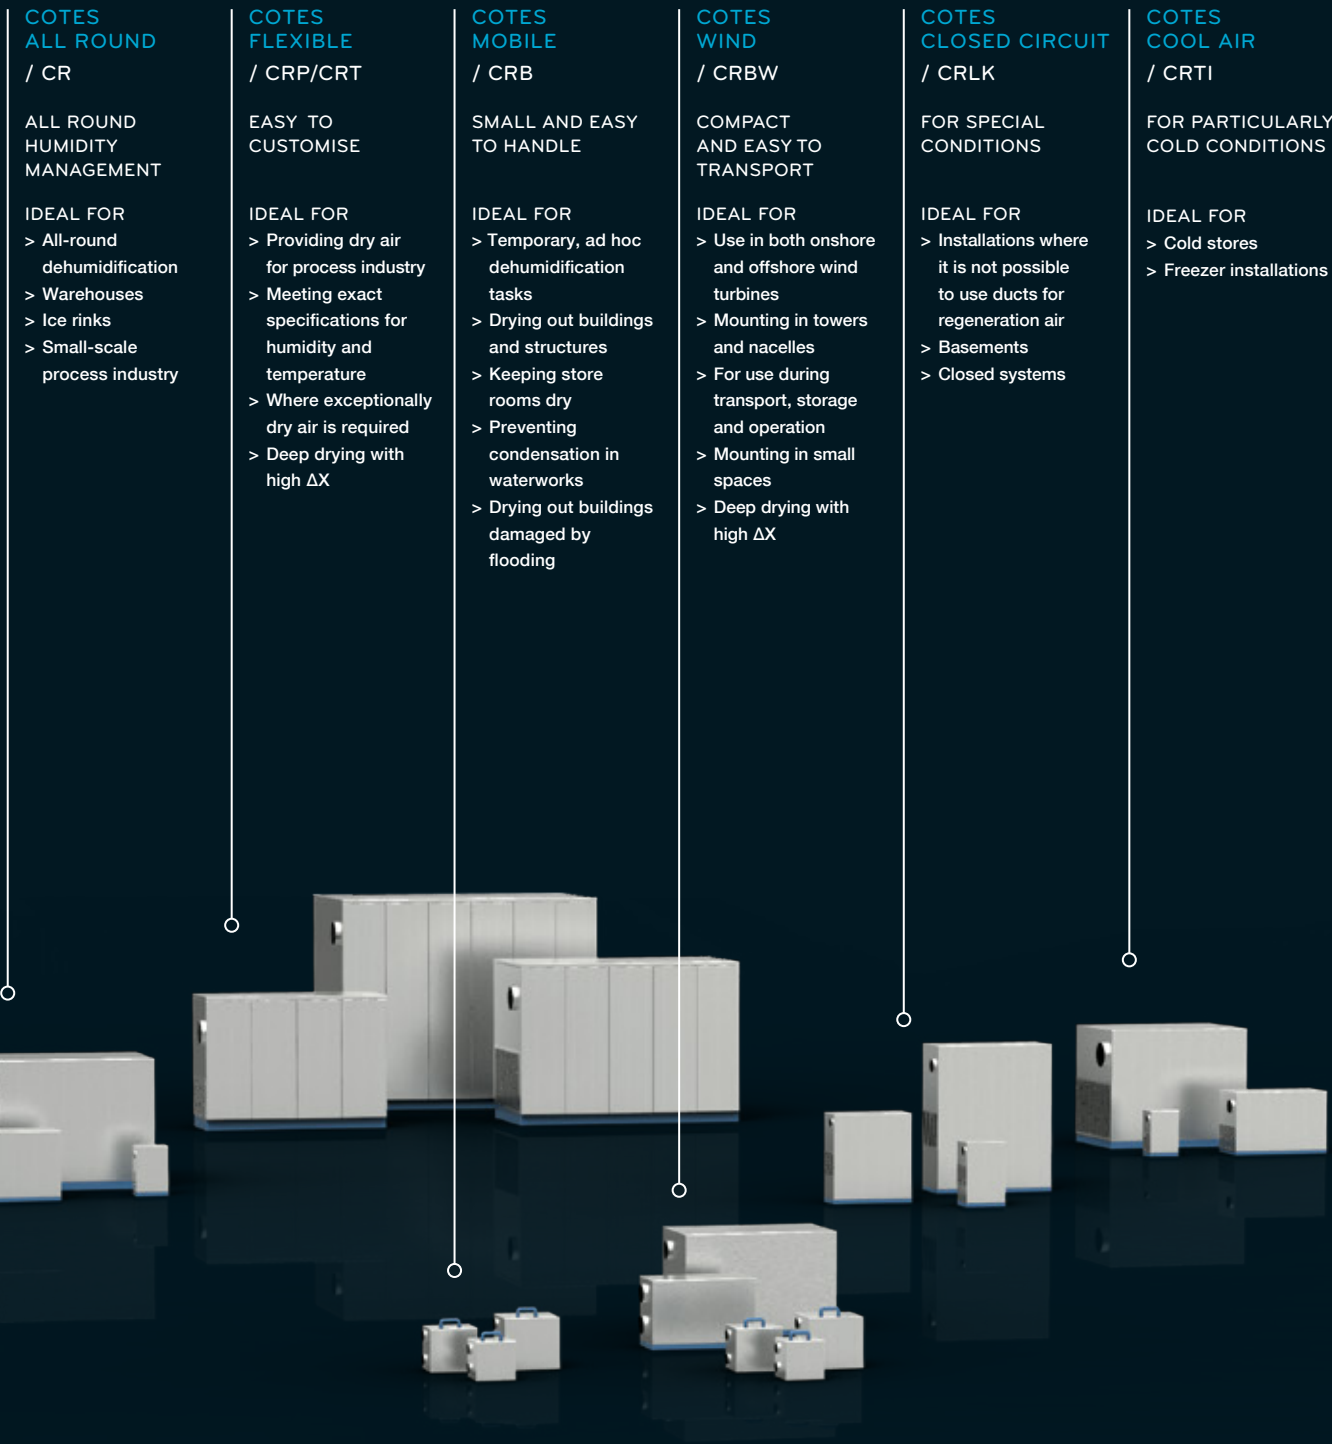 COTES
ALL ROUND
/ CR
ALL ROUND
HUMIDITY
MANAGEMENT
IDEAL FOR
> All-round
dehumidification
> Warehouses
> Ice rinks
> Small-scale
process industry
COTES
FLEXIBLE
/ CRP/CRT
EASY TO
CUSTOMISE
IDEAL FOR
> Providing dry air
for process industry
> Meeting exact
specifications for
humidity and
temperature
> Where exceptionally
dry air is required
> Deep drying with
high ΔX
COTES
MOBILE
/ CRB
SMALL AND EASY
TO HANDLE
IDEAL FOR
> Temporary, ad hoc
dehumidification
tasks
> Drying out buildings
and structures
> Keeping store
rooms dry
> Preventing
condensation in
waterworks
> Drying out buildings
damaged by
flooding
COTES
WIND
/ CRBW
COMPACT
AND EASY TO
TRANSPORT
IDEAL FOR
> Use in both onshore
and offshore wind
turbines
> Mounting in towers
and nacelles
> For use during
transport, storage
and operation
> Mounting in small
spaces
> Deep drying with
high ΔX
COTES
CLOSED CIRCUIT
/ CRLK
FOR SPECIAL
CONDITIONS
IDEAL FOR
> Installations where
it is not possible
to use ducts for
regeneration air
> Basements
> Closed systems
COTES
COOL AIR
/ CRTI
FOR PARTICULARLY
COLD CONDITIONS
IDEAL FOR
> Cold stores
> Freezer installations